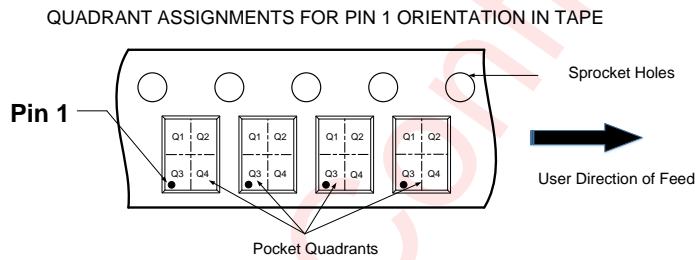 QUADRANT ASSIGNMENTS FOR PIN 1 ORIENTATION IN TAPE
Sprocket Holes
Pin 1
Q1 Q2 Q1 Q2 Q1 Q2 Q1 Q2
Q3 Q4 Q3 Q4 Q3 Q4 Q3 Q4
User Direction of Feed
Pocket Quadrants